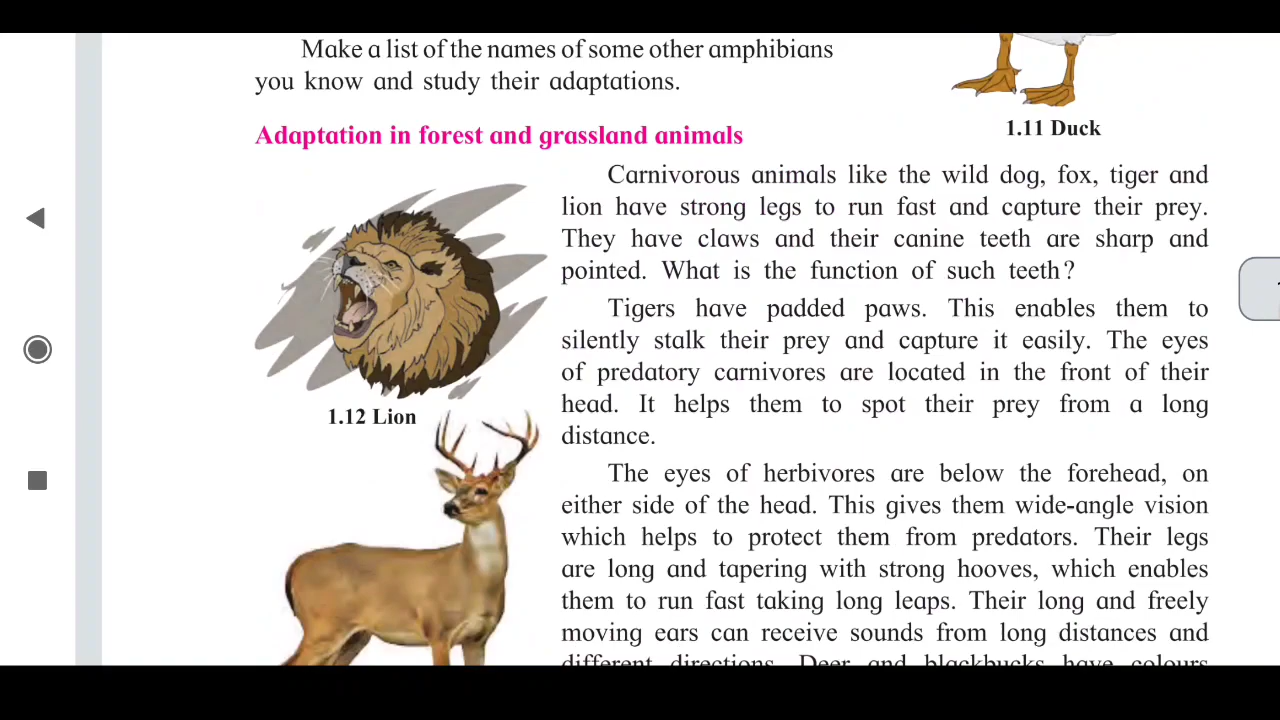 Make a list of the names of some other amphibians
you know and study their adaptations.
1.11 Duck
Adaptation in forest and grassland animals
Carnivorous animals like the wild dog, fox, tiger and
lion have strong legs to run fast and capture their prey.
They have claws and their canine teeth are sharp and
pointed. What is the function of such teeth?
Tigers have padded paws. This enables them to
silently stalk their prey and capture it easily. The eyes
of predatory carnivores are located in the front of their
head. It helps them to spot their prey from a long
distance.
1.12 Lion
The eyes of herbivores are below the forehead, on
either side of the head. This gives them wide-angle vision
which helps to protect them from predators. Their legs
are long and tapering with strong hooves, which enables
them to run fast taking long leaps. Their long and freely
moving ears can receive sounds from long distances and
different directions. Deer and blackbucks have colours